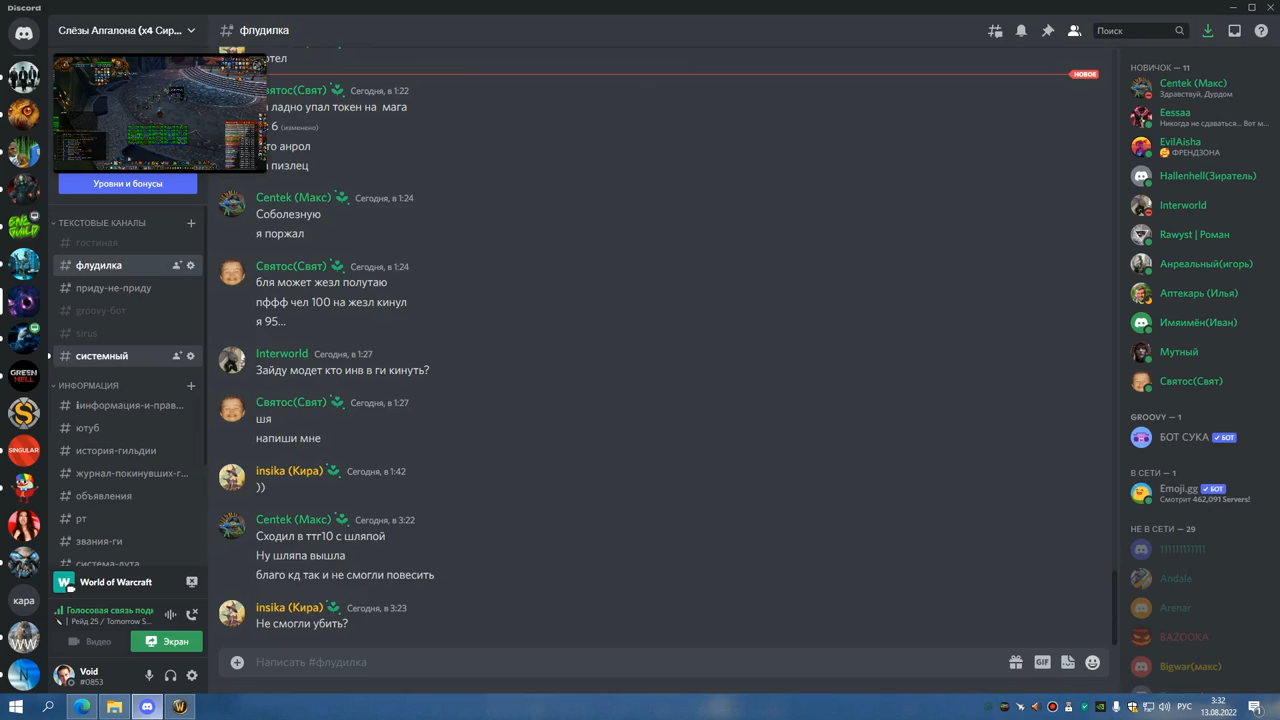 Discord
Слёзы Алгалона (x4 Сир...
флудилка
Поиск
отел
НОВОЕ
Святос(Свят) Сегодня, в 1:22
ладно упал токен на мага
6 (изменено)
анрол
пизлец
Уровни и бонусы
Centek (Макс) Сегодня, в 1:24
Соболезную
я поржал
Святос(Свят) Сегодня, в 1:24
бля может жезл полутаю
пффф чел 100 на жезл кинул
я 95...
Interworld Сегодня, в 1:27
Зайду модет кто инв в ги кинуть?
Святос(Свят) Сегодня, в 1:27
шя
напиши мне
insika (Кира) Сегодня, в 1:42
))
Centek (Макс) Сегодня, в 3:22
Сходил в ттг10 с шляпой
Ну шляпа вышла
благо кд так и не смогли повесить
insika (Кира) Сегодня, в 3:23
Не смогли убить?
Написать #флудилка
GIF
ТЕКСТОВЫЕ КАНАЛЫ
гостиная
флудилка
приду-не-приду
groovy-бот
sirus
системный
ИНФОРМАЦИЯ
информация-и-прав...
ютуб
история-гильдии
журнал-покинувших-г...
объявления
рт
звания-ги
система-лута
World of Warcraft
Голосовая связь подк
Рейд 25 / Tomorrow S...
Видео
Экран
Void
#0853
GREEN HELL
SINGULAR
кара
WW
N
НОВИЧОК — 11
Centek (Макс)
Здравствуй, Дурдом
Eessaa
Никогда не сдаваться... Вот м...
EvilAisha
ФРЕНДЗОНА
Hallenhell(Зиратель)
Interworld
Rawyst | Роман
Анреальный(игорь)
Аптекарь (Илья)
Имяимён(Иван)
Мутный
Святос(Свят)
GROOVY — 1
БОТ СУКА БОТ
В СЕТИ — 1
Emoji.gg БОТ
Смотрит 462,091 Servers!
НЕ В СЕТИ — 29
Andale
Arenar
BAZOOKA
Bigwar(макс)
РУС
3:32
13.08.2022
1